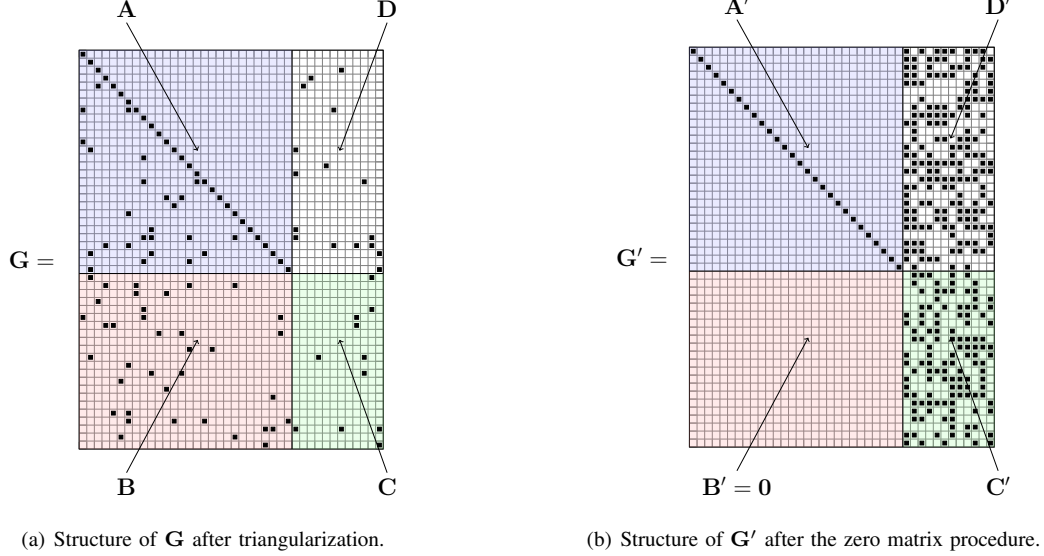 A D A′ D′
G = G′ =
B C B′ = 0 C′
(a) Structure of G after triangularization. (b) Structure of G′ after the zero matrix procedure.